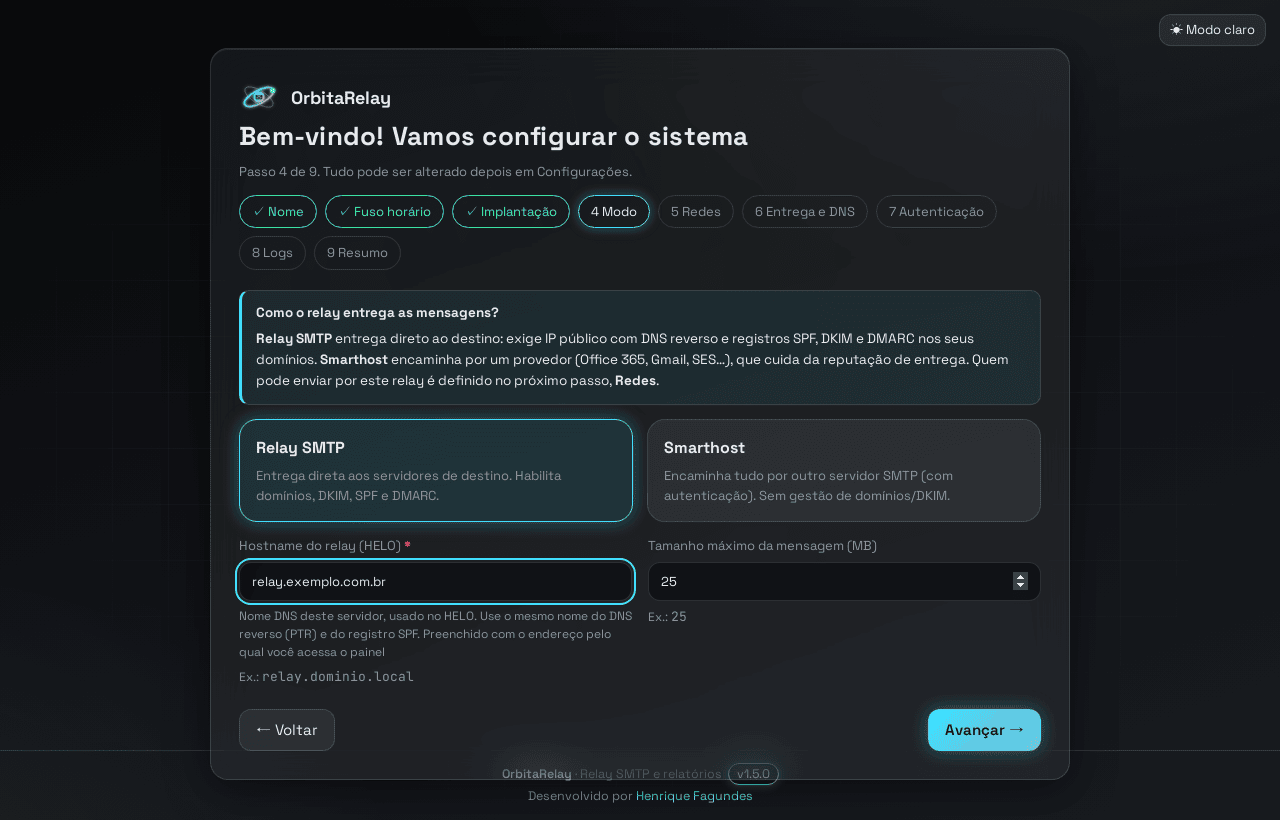 ☀ Modo claro
OrbitaRelay
Bem-vindo! Vamos configurar o sistema
Passo 4 de 9. Tudo pode ser alterado depois em Configurações.
✓ Nome ✓ Fuso horário ✓ Implantação 4 Modo 5 Redes 6 Entrega e DNS 7 Autenticação
8 Logs 9 Resumo
Como o relay entrega as mensagens?
Relay SMTP entrega direto ao destino: exige IP público com DNS reverso e registros SPF, DKIM e DMARC nos seus
domínios. Smarthost encaminha por um provedor (Office 365, Gmail, SES…), que cuida da reputação de entrega. Quem
pode enviar por este relay é definido no próximo passo, Redes.
Relay SMTP
Entrega direta aos servidores de destino. Habilita
domínios, DKIM, SPF e DMARC.
Smarthost
Encaminha tudo por outro servidor SMTP (com
autenticação). Sem gestão de domínios/DKIM.
Hostname do relay (HELO) *
relay.exemplo.com.br
Nome DNS deste servidor, usado no HELO. Use o mesmo nome do DNS
reverso (PTR) e do registro SPF. Preenchido com o endereço pelo
qual você acessa o painel
Ex.: relay.dominio.local
Tamanho máximo da mensagem (MB)
25
Ex.: 25
← Voltar
Avançar →
OrbitaRelay · Relay SMTP e relatórios v1.5.0
Desenvolvido por Henrique Fagundes